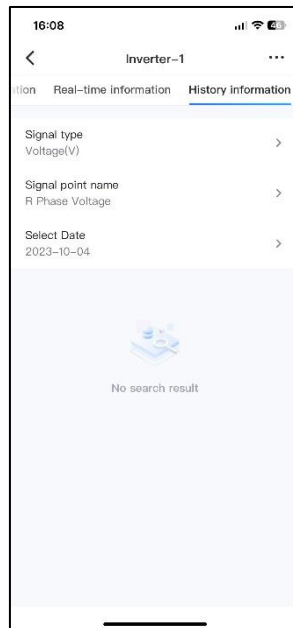 16:08
46
Inverter-1
tion Real-time information History information
Signal type
Voltage(V)
Signal point name
R Phase Voltage
Select Date
2023-10-04
No search result